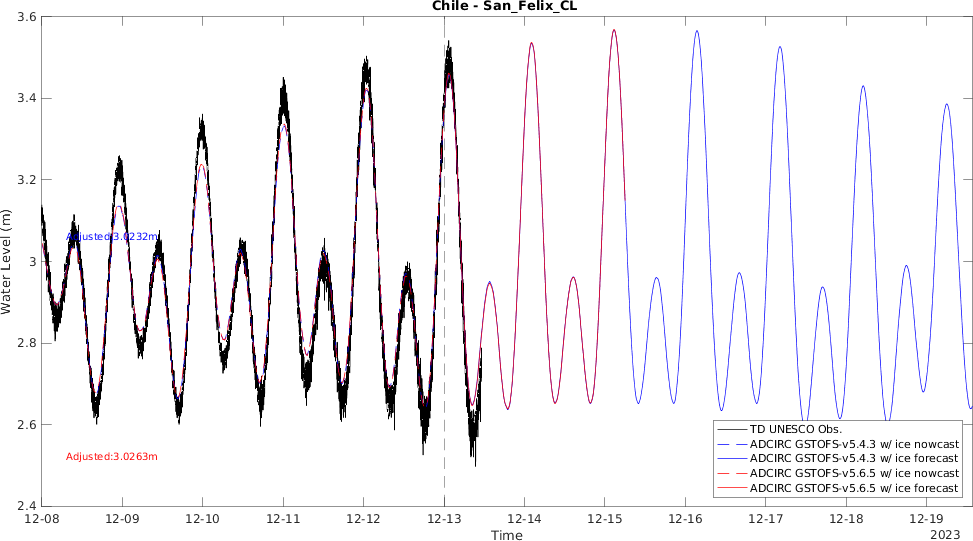 Chile - San_Felix_CL
Water Level (m)
3.6
3.4
3.2
3
2.8
2.6
2.4
Adjusted:3.0232m
Adjusted:3.0263m
TD UNESCO Obs.
ADCIRC GSTOFS-v5.4.3 w/ ice nowcast
ADCIRC GSTOFS-v5.4.3 w/ ice forecast
ADCIRC GSTOFS-v5.6.5 w/ ice nowcast
ADCIRC GSTOFS-v5.6.5 w/ ice forecast
12-08 12-09 12-10 12-11 12-12 12-13 12-14 12-15 12-16 12-17 12-18 12-19
Time
2023